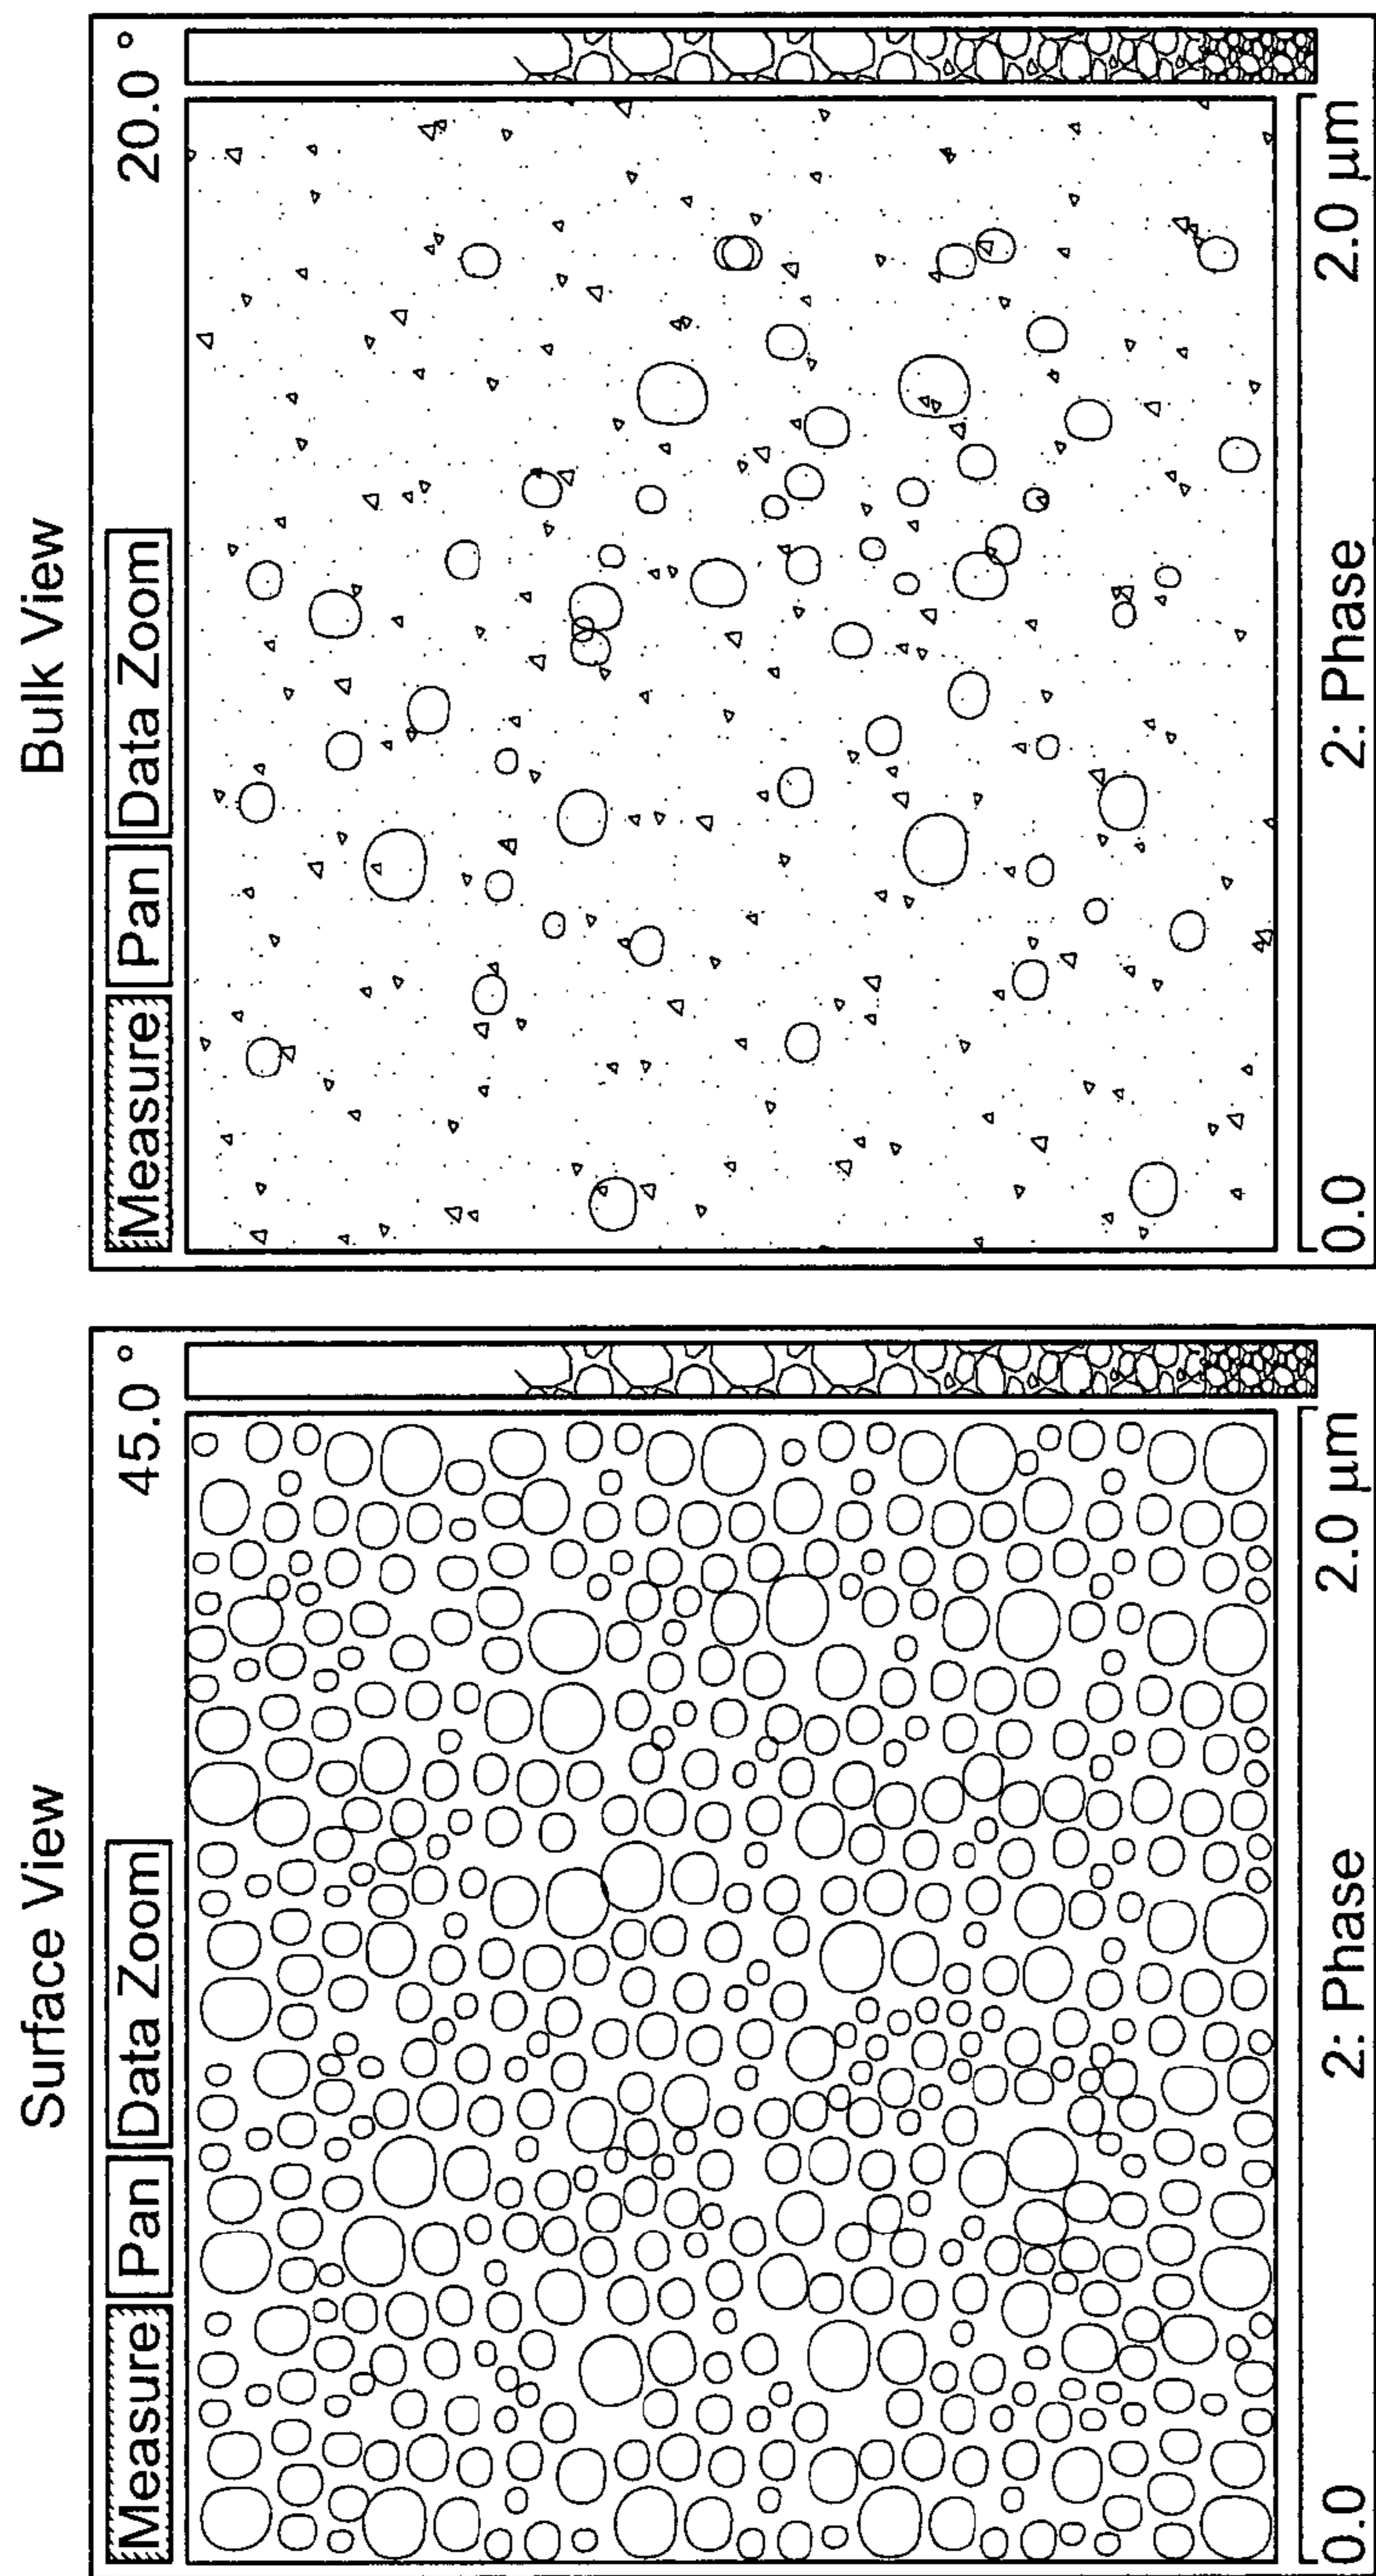 Surface View
Measure Pan Data Zoom 45.0 °
0.0 2: Phase 2.0 µm
Bulk View
Measure Pan Data Zoom 20.0 °
0.0 2: Phase 2.0 µm